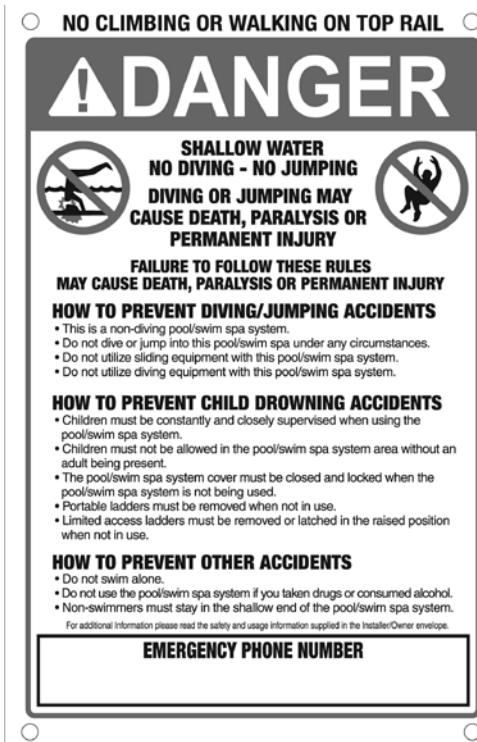 NO CLIMBING OR WALKING ON TOP RAIL
DANGER
SHALLOW WATER
NO DIVING - NO JUMPING
DIVING OR JUMPING MAY
CAUSE DEATH, PARALYSIS OR
PERMANENT INJURY
FAILURE TO FOLLOW THESE RULES
MAY CAUSE DEATH, PARALYSIS OR PERMANENT INJURY
HOW TO PREVENT DIVING/JUMPING ACCIDENTS
• This is a non-diving pool/swim spa system.
• Do not dive or jump into this pool/swim spa under any circumstances.
• Do not utilize sliding equipment with this pool/swim spa system.
• Do not utilize diving equipment with this pool/swim spa system.
HOW TO PREVENT CHILD DROWNING ACCIDENTS
• Children must be constantly and closely supervised when using the
pool/swim spa system.
• Children must not be allowed in the pool/swim spa system area without an
adult being present.
• The pool/swim spa system cover must be closed and locked when the
pool/swim spa system is not being used.
• Portable ladders must be removed when not in use.
• Limited access ladders must be removed or latched in the raised position
when not in use.
HOW TO PREVENT OTHER ACCIDENTS
• Do not swim alone.
• Do not use the pool/swim spa system if you taken drugs or consumed alcohol.
• Non-swimmers must stay in the shallow end of the pool/swim spa system.
For additional Information please read the safety and usage information supplied in the Installer/Owner envelope.
EMERGENCY PHONE NUMBER